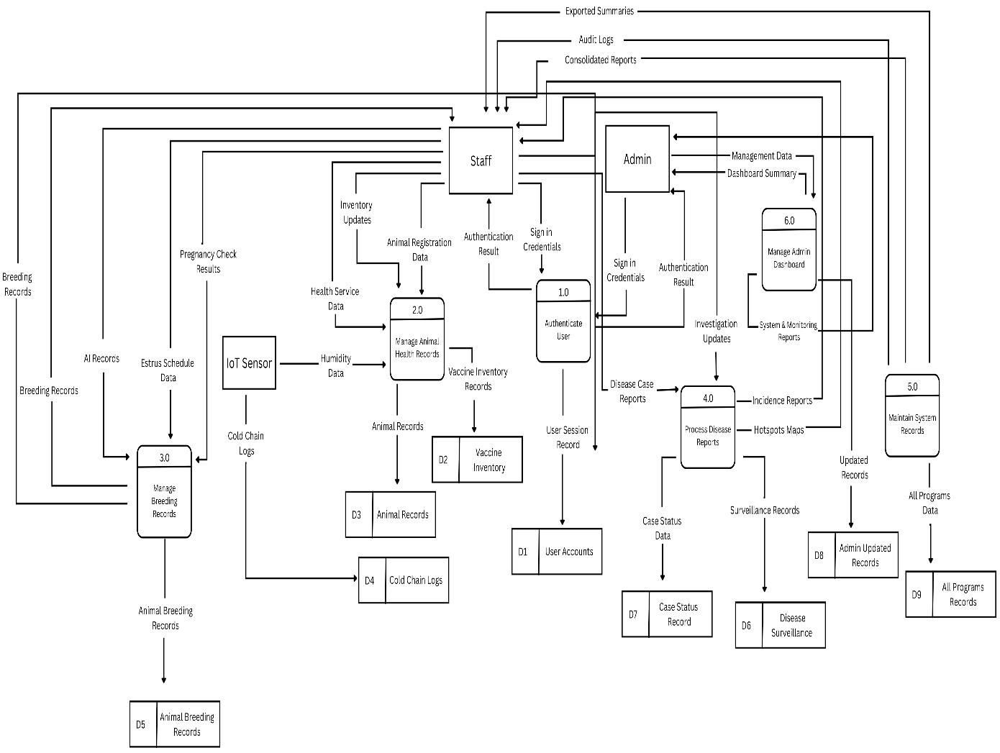 Exported Summaries
Audit Logs
Consolidated Reports
Staff
Admin
Management Data
Dashboard Summary
Inventory
Updates
Animal Registration
Data
Authentication
Result
Sign in
Credentials
Sign in
Credentials
Authentication
Result
6.0
Manage Admin
Dashboard
Pregnancy Check
Results
Breeding
Records
Health Service
Data
2.0
Manage Animal
Health Records
1.0
Authenticate
User
Investigation
Updates
System & Monitoring
Reports
AI Records
Estrus Schedule
Data
Breeding Records
IoT Sensor
Humidity
Data
Vaccine Inventory
Records
Disease Case
Reports
4.0
Process Disease
Reports
Incidence Reports
Hotspots Maps
5.0
Maintain System
Records
Cold Chain
Logs
Animal Records
User Session
Record
D2
Vaccine
Inventory
3.0
Manage
Breeding
Records
Updated
Records
All Programs
Data
D3
Animal Records
Case Status
Data
Surveillance Records
D1
User Accounts
D8
Admin Updated
Records
D4
Cold Chain Logs
D9
All Programs
Records
Animal Breeding
Records
D7
Case Status
Record
D6
Disease
Surveillance
D5
Animal Breeding
Records